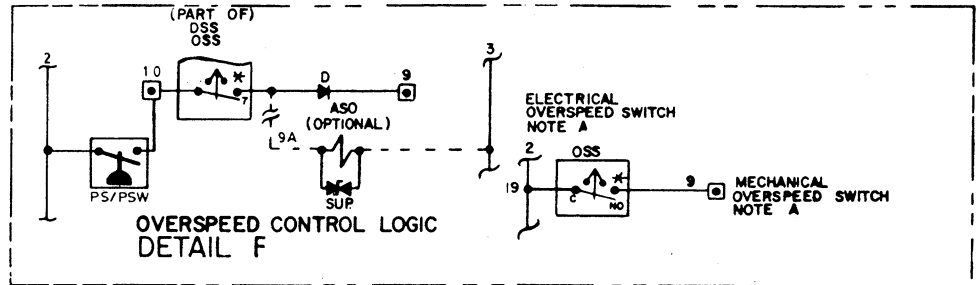 (PART OF)
DSS
OSS
2
10
*
7
D
9
3
ASO
(OPTIONAL)
9A
SUP.
PS/PSW
OVERSPEED CONTROL LOGIC
DETAIL F
ELECTRICAL
OVERSPEED SWITCH
NOTE A
2
OSS
19
*
C
NO
9
MECHANICAL
OVERSPEED SWITCH
NOTE A